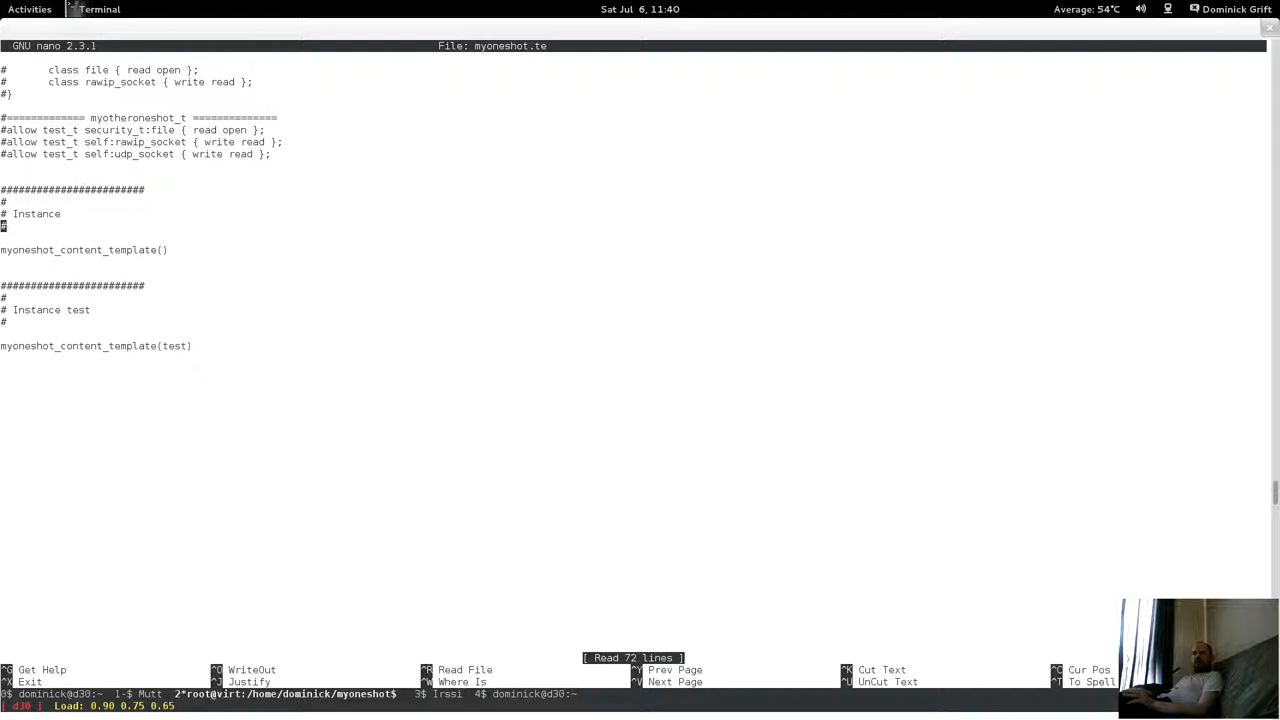 Activities Terminal Sat Jul 6, 11:40 Average: 54°C Dominick Grift
GNU nano 2.3.1 File: myoneshot.te
# class file { read open };
# class rawip_socket { write read };
#}
#============= myotheroneshot_t ==============
#allow test_t security_t:file { read open };
#allow test_t self:rawip_socket { write read };
#allow test_t self:udp_socket { write read };
########################
#
# Instance
#
myoneshot_content_template()
########################
#
# Instance test
#
myoneshot_content_template(test)
[ Read 72 lines ]
^G Get Help ^O WriteOut ^R Read File ^Y Prev Page ^K Cut Text ^C Cur Pos
^X Exit ^J Justify ^W Where Is ^V Next Page ^U UnCut Text ^T To Spell
0$ dominick@d30:~ 1-$ Mutt 2*root@virt:/home/dominick/myoneshot$ 3$ Irssi 4$ dominick@d30:~
[ d30 ] Load: 0.90 0.75 0.65